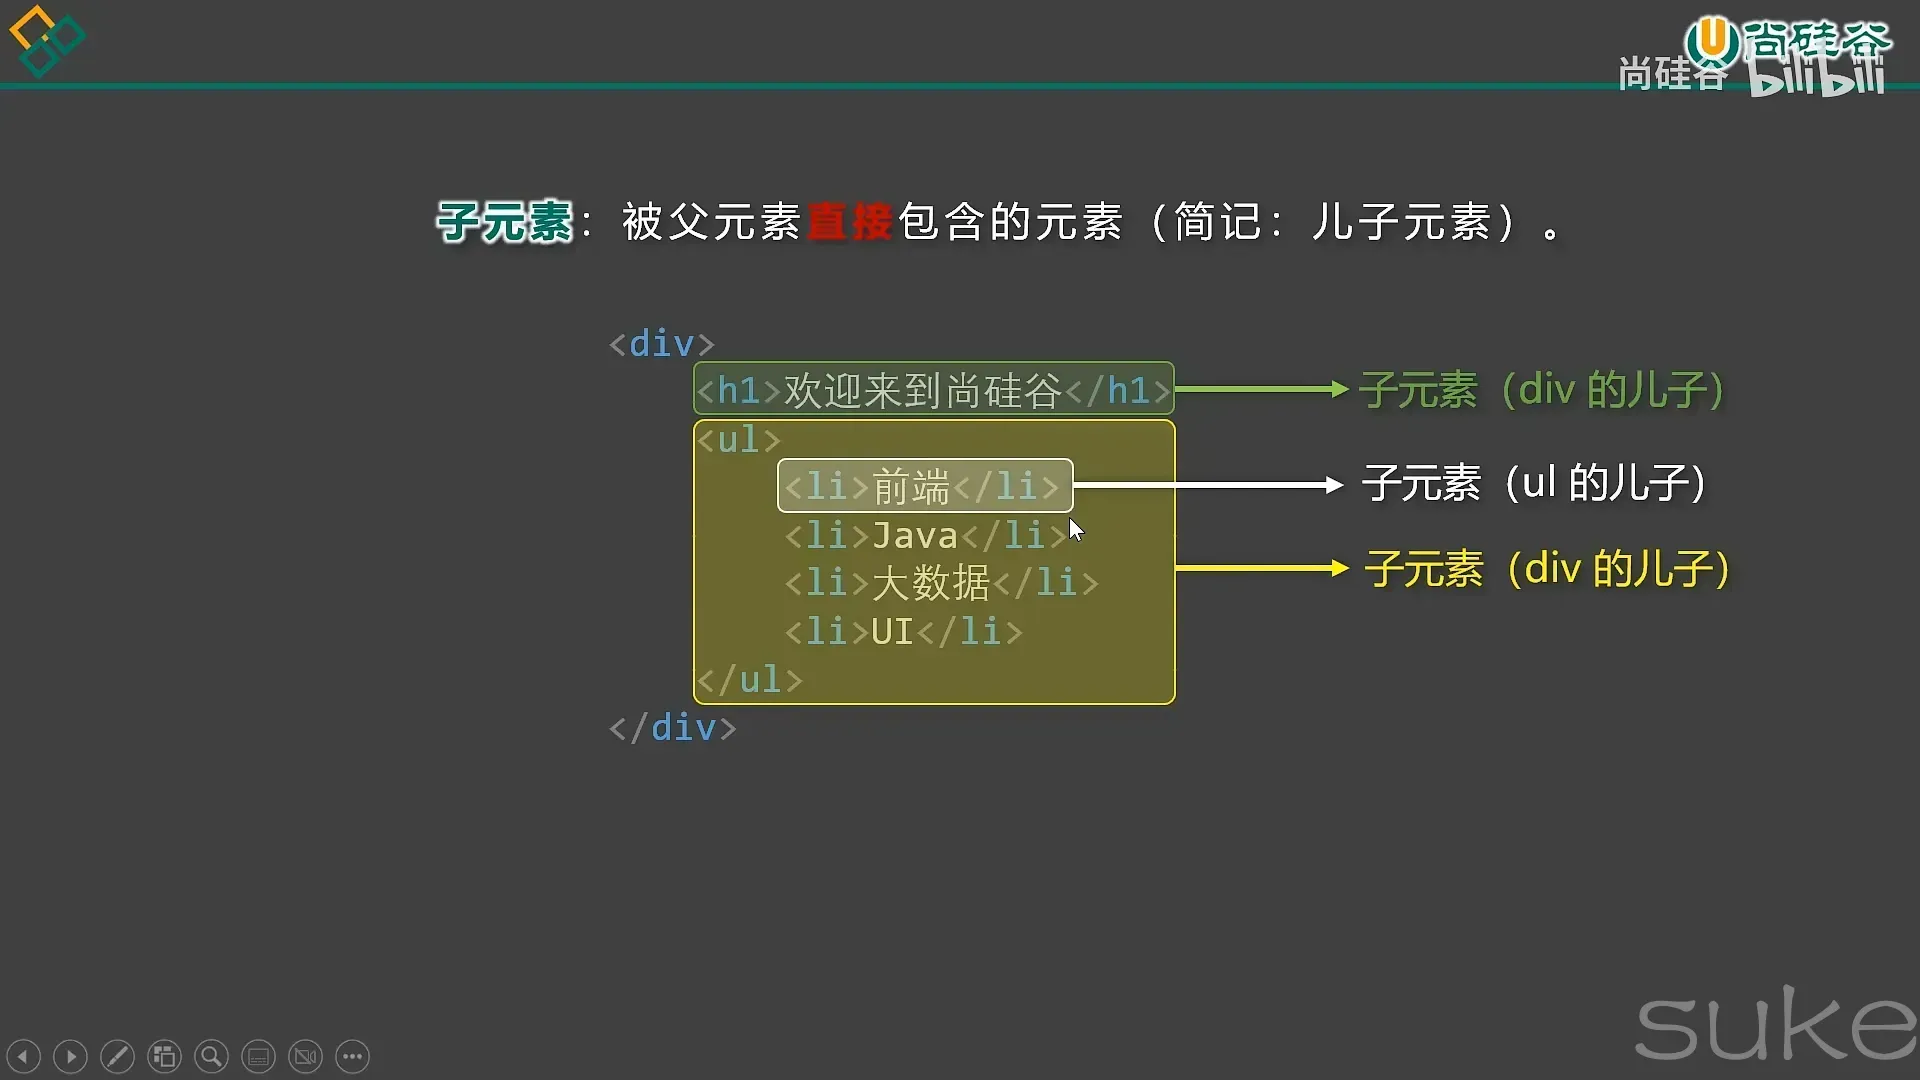 尚硅谷
尚硅谷 bilibili
子元素：被父元素直接包含的元素（简记：儿子元素）。
<div>
<h1>欢迎来到尚硅谷</h1>
子元素（div 的儿子）
<ul>
<li>前端</li>
子元素（ul 的儿子）
<li>Java</li>
子元素（div 的儿子）
<li>大数据</li>
<li>UI</li>
</ul>
</div>
suke